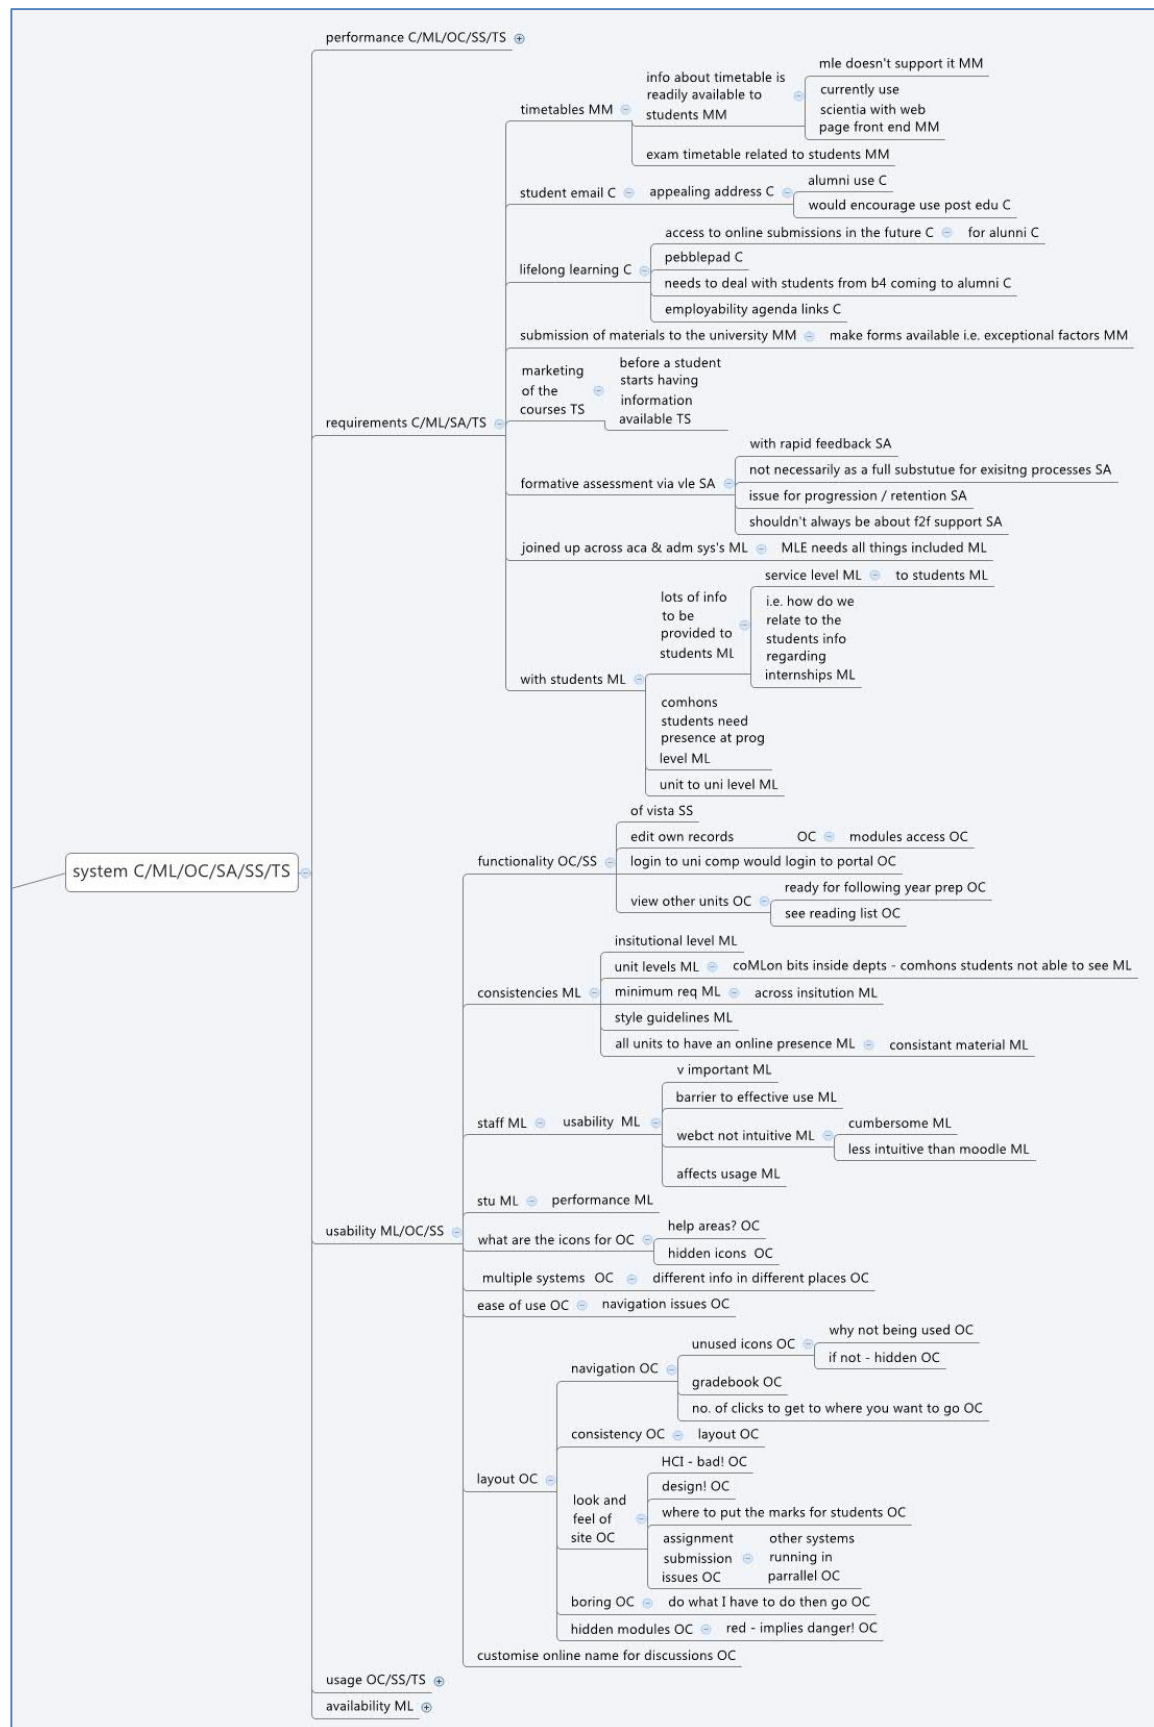 performance C/ML/OC/SS/TS
mle doesn't support it MM
info about timetable is
readily available to
students MM
currently use
scientia with web
page front end MM
timetables MM
exam timetable related to students MM
alumni use C
student email C
appealing address C
would encourage use post edu C
access to online submissions in the future C
for alunni C
pebblepad C
lifelong learning C
needs to deal with students from b4 coming to alumni C
employability agenda links C
submission of materials to the university MM
make forms available i.e. exceptional factors MM
marketing
of the
courses TS
before a student
starts having
information
available TS
requirements C/ML/SA/TS
with rapid feedback SA
not necessarily as a full substutue for exisitng processes SA
formative assessment via vle SA
issue for progression / retention SA
shouldn't always be about f2f support SA
joined up across aca & adm sys's ML
MLE needs all things included ML
service level ML
to students ML
lots of info
to be
provided to
students ML
i.e. how do we
relate to the
students info
regarding
internships ML
with students ML
comhons
students need
presence at prog
level ML
unit to uni level ML
of vista SS
edit own records OC
modules access OC
functionality OC/SS
login to uni comp would login to portal OC
system C/ML/OC/SA/SS/TS
ready for following year prep OC
view other units OC
see reading list OC
insitutional level ML
unit levels ML
coMLon bits inside depts - comhons students not able to see ML
consistencies ML
minimum req ML
across insitution ML
style guidelines ML
all units to have an online presence ML
consistant material ML
v important ML
barrier to effective use ML
staff ML
usability ML
webct not intuitive ML
cumbersome ML
less intuitive than moodle ML
affects usage ML
stu ML
performance ML
usability ML/OC/SS
what are the icons for OC
help areas? OC
hidden icons OC
multiple systems OC
different info in different places OC
ease of use OC
navigation issues OC
why not being used OC
unused icons OC
if not - hidden OC
navigation OC
gradebook OC
no. of clicks to get to where you want to go OC
consistency OC
layout OC
HCI - bad! OC
layout OC
design! OC
look and
feel of
site OC
where to put the marks for students OC
assignment
submission
issues OC
other systems
running in
parrallel OC
boring OC
do what I have to do then go OC
hidden modules OC
red - implies danger! OC
customise online name for discussions OC
usage OC/SS/TS
availability ML